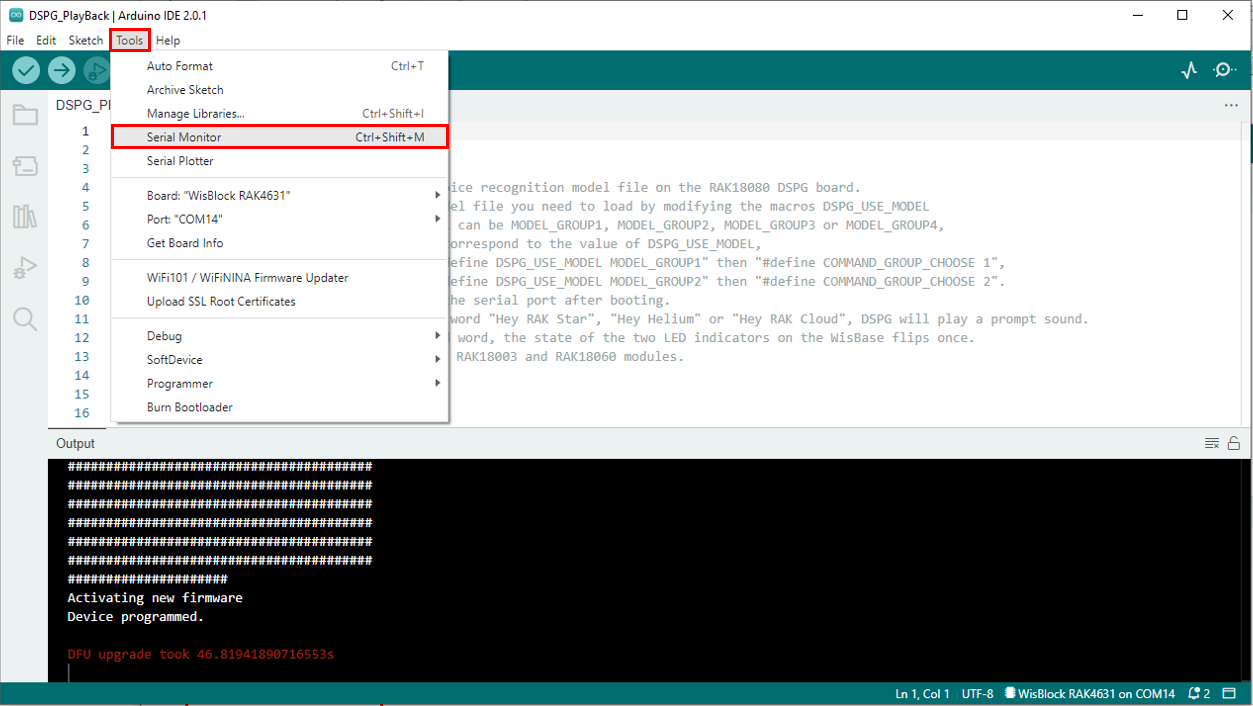 DSPG_PlayBack | Arduino IDE 2.0.1
File Edit Sketch Tools Help
Auto Format Ctrl+T
Archive Sketch
Manage Libraries... Ctrl+Shift+I
Serial Monitor Ctrl+Shift+M
Serial Plotter
Board: "WisBlock RAK4631"
Port: "COM14"
Get Board Info
WiFi101 / WiFiNINA Firmware Updater
Upload SSL Root Certificates
Debug
SoftDevice
Programmer
Burn Bootloader
DSPG_Pl
1
2
3
4 ice recognition model file on the RAK18080 DSPG board.
5 el file you need to load by modifying the macros DSPG_USE_MODEL
6 can be MODEL_GROUP1, MODEL_GROUP2, MODEL_GROUP3 or MODEL_GROUP4,
7 orrespond to the value of DSPG_USE_MODEL,
8 efine DSPG_USE_MODEL MODEL_GROUP1" then "#define COMMAND_GROUP_CHOOSE 1",
9 efine DSPG_USE_MODEL MODEL_GROUP2" then "#define COMMAND_GROUP_CHOOSE 2".
10 he serial port after booting.
11 word "Hey RAK Star", "Hey Helium" or "Hey RAK Cloud", DSPG will play a prompt sound.
12 word, the state of the two LED indicators on the WisBase flips once.
13 RAK18003 and RAK18060 modules.
14
15
16
Output
########################################
########################################
########################################
########################################
########################################
########################################
#####################
Activating new firmware
Device programmed.
DFU upgrade took 46.81941890716553s
Ln 1, Col 1 UTF-8 WisBlock RAK4631 on COM14 2